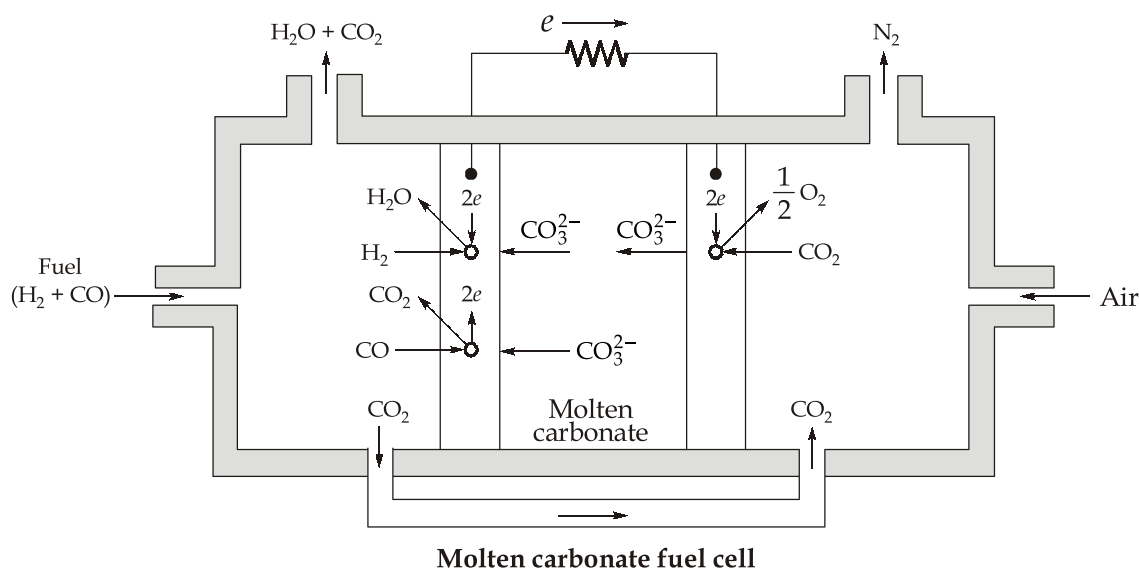 e
H₂O + CO₂
N₂
H₂O
2e
CO₃²⁻
CO₃²⁻
2e
1/2 O₂
H₂
CO₂
Fuel
(H₂ + CO)
CO₂
2e
Air
CO
CO₃²⁻
CO₂
Molten
carbonate
CO₂
Molten carbonate fuel cell